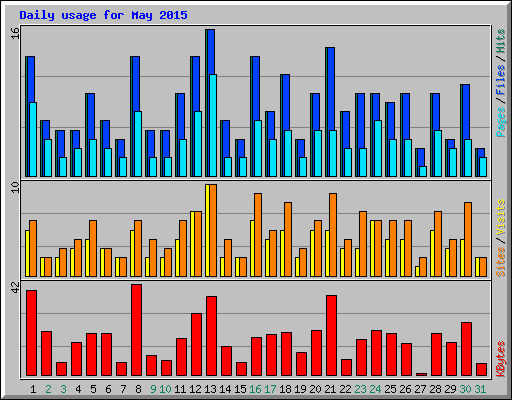 Daily usage for May 2015
16
Pages / Files / Hits
10
Sites / Visits
42
KBytes
1 2 3 4 5 6 7 8 9 10 11 12 13 14 15 16 17 18 19 20 21 22 23 24 25 26 27 28 29 30 31